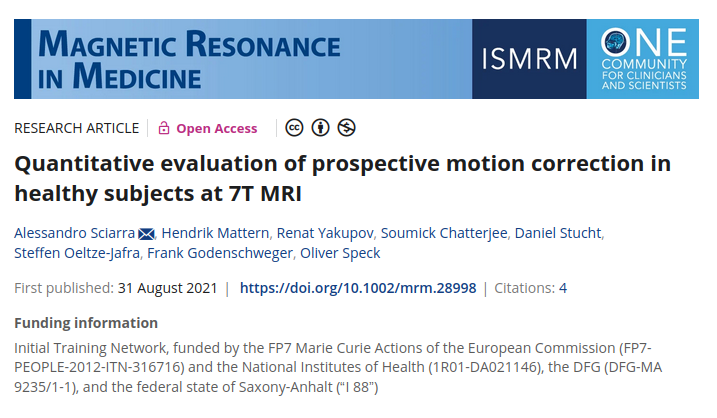 MAGNETIC RESONANCE
IN MEDICINE
ISMRM
ONE
COMMUNITY
FOR CLINICIANS
AND SCIENTISTS
RESEARCH ARTICLE Open Access cc
Quantitative evaluation of prospective motion correction in
healthy subjects at 7T MRI
Alessandro Sciarra, Hendrik Mattern, Renat Yakupov, Soumick Chatterjee, Daniel Stucht,
Steffen Oeltze-Jafra, Frank Godenschweger, Oliver Speck
First published: 31 August 2021 | https://doi.org/10.1002/mrm.28998 | Citations: 4
Funding information
Initial Training Network, funded by the FP7 Marie Curie Actions of the European Commission (FP7-
PEOPLE-2012-ITN-316716) and the National Institutes of Health (1R01-DA021146), the DFG (DFG-MA
9235/1-1), and the federal state of Saxony-Anhalt (“I 88”)